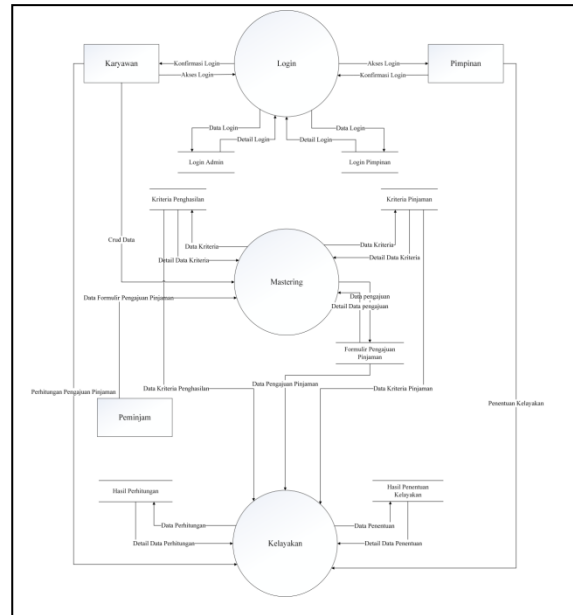 Karyawan
Konfirmasi Login
Akses Login
Login
Akses Login
Konfirmasi Login
Pimpinan
Data Login
Detail Login
Data Login
Detail Login
Login Admin
Login Pimpinan
Kriteria Penghasilan
Kriteria Pinjaman
Crud Data
Data Kriteria
Detail Data Kriteria
Data Kriteria
Detail Data Kriteria
Mastering
Data Formulir Pengajuan Pinjaman
Data pengajuan
Detail Data pengajuan
Formulir Pengajuan
Pinjaman
Perhitungan Pengajuan Pinjaman
Data Kriteria Penghasilan
Data Pengajuan Pinjaman
Data Kriteria Pinjaman
Penentuan Kelayakan
Peminjam
Hasil Perhitungan
Hasil Penentuan
Kelayakan
Data Perhitungan
Detail Data Perhitungan
Kelayakan
Data Penentuan
Detail Data Penentuan